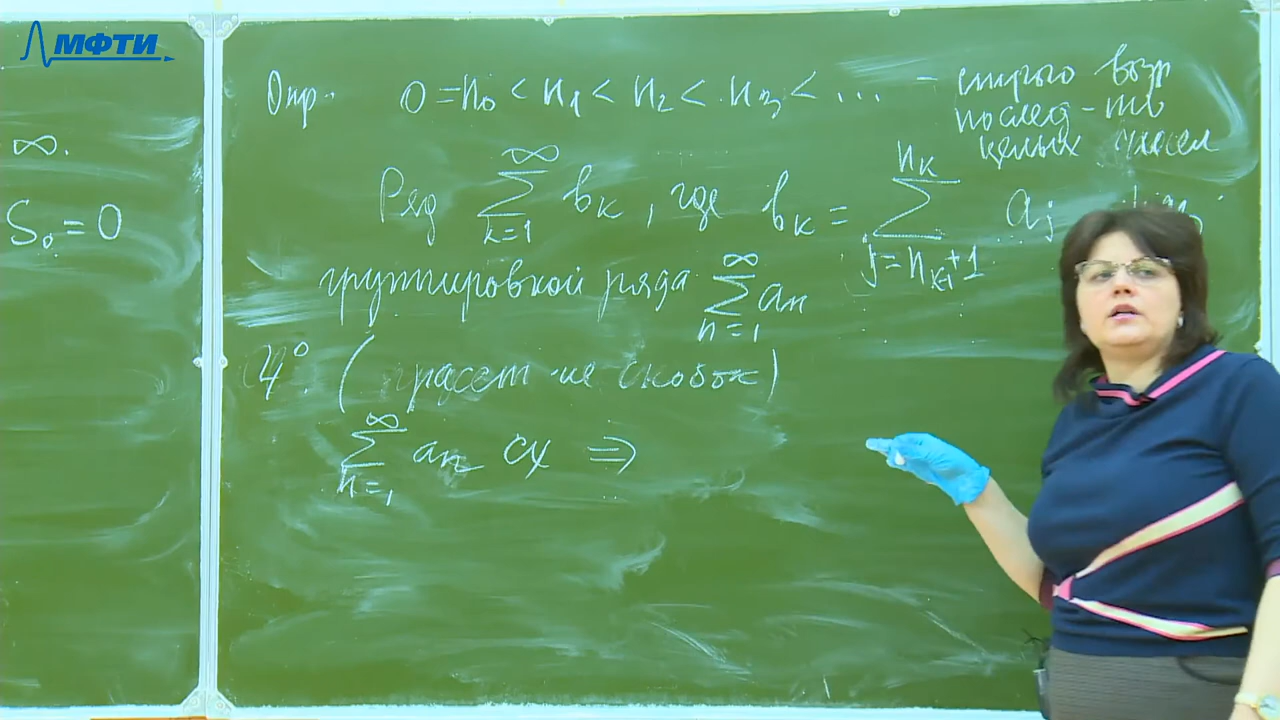 МФТИ
∞.
S₀ = 0
Опр. 0 = n₀ < n₁ < n₂ < n₃ < ... – строго возр
послед-ть
целых чисел
Ряд ∑_{k=1}^{∞} b_k, где b_k = ∑_{j=n_{k-1}+1}^{n_k} a_j
группировкой ряда ∑_{n=1}^{∞} a_n
4° ( расст-ие скобок)
∑_{n=1}^{∞} a_n сх ⇒